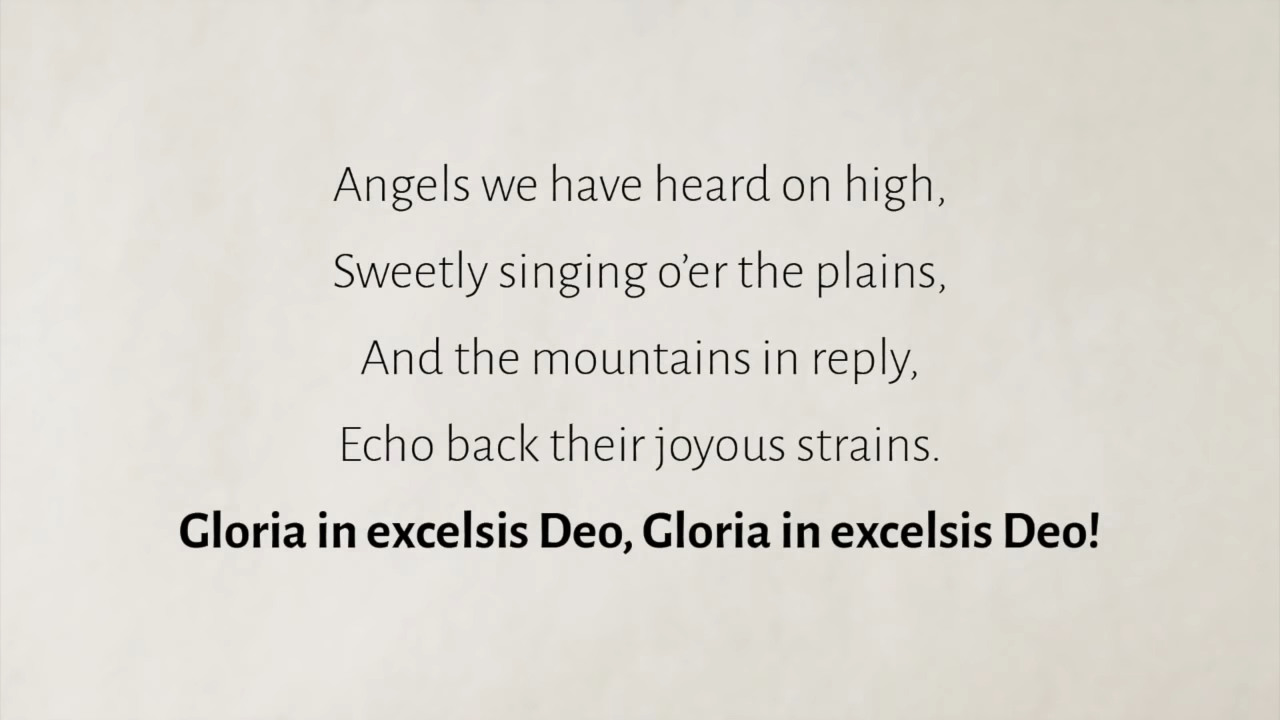 Angels we have heard on high,
Sweetly singing o’er the plains,
And the mountains in reply,
Echo back their joyous strains.
Gloria in excelsis Deo, Gloria in excelsis Deo!